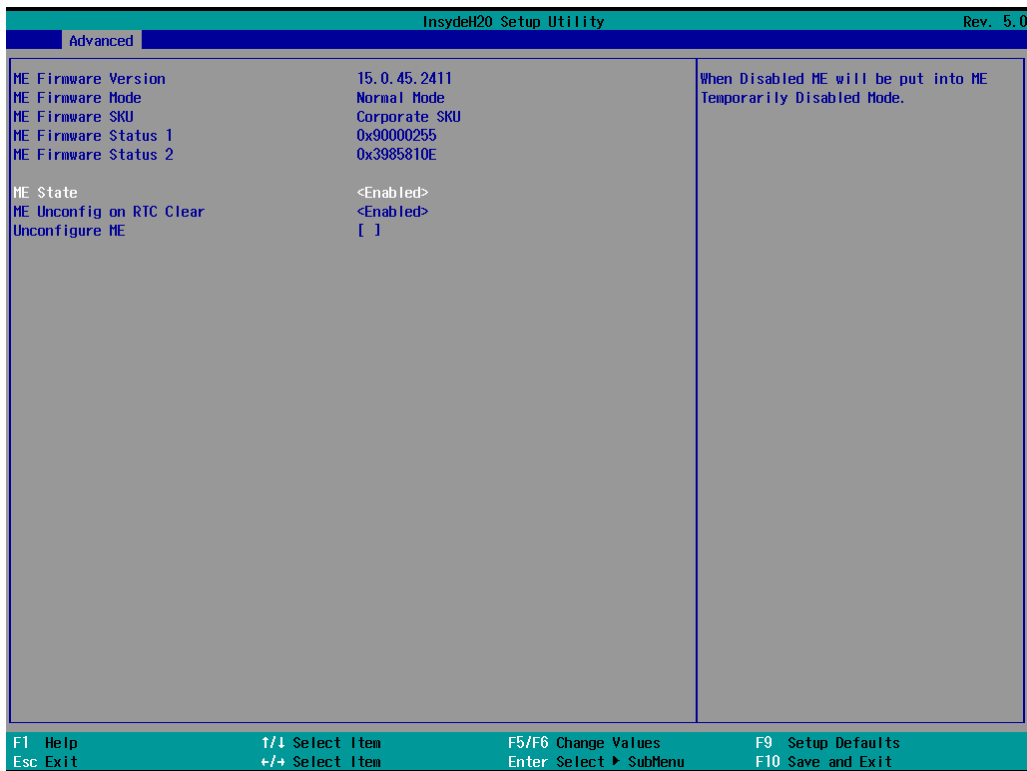 InsydeH20 Setup Utility Rev. 5.0
Advanced
ME Firmware Version 15.0.45.2411
ME Firmware Mode Normal Mode
ME Firmware SKU Corporate SKU
ME Firmware Status 1 0x90000255
ME Firmware Status 2 0x3985810E
ME State <Enabled>
ME Unconfig on RTC Clear <Enabled>
Unconfigure ME [ ]
When Disabled ME will be put into ME
Temporarily Disabled Mode.
F1 Help ↑/↓ Select Item F5/F6 Change Values F9 Setup Defaults
Esc Exit ←/→ Select Item Enter Select ▶ SubMenu F10 Save and Exit